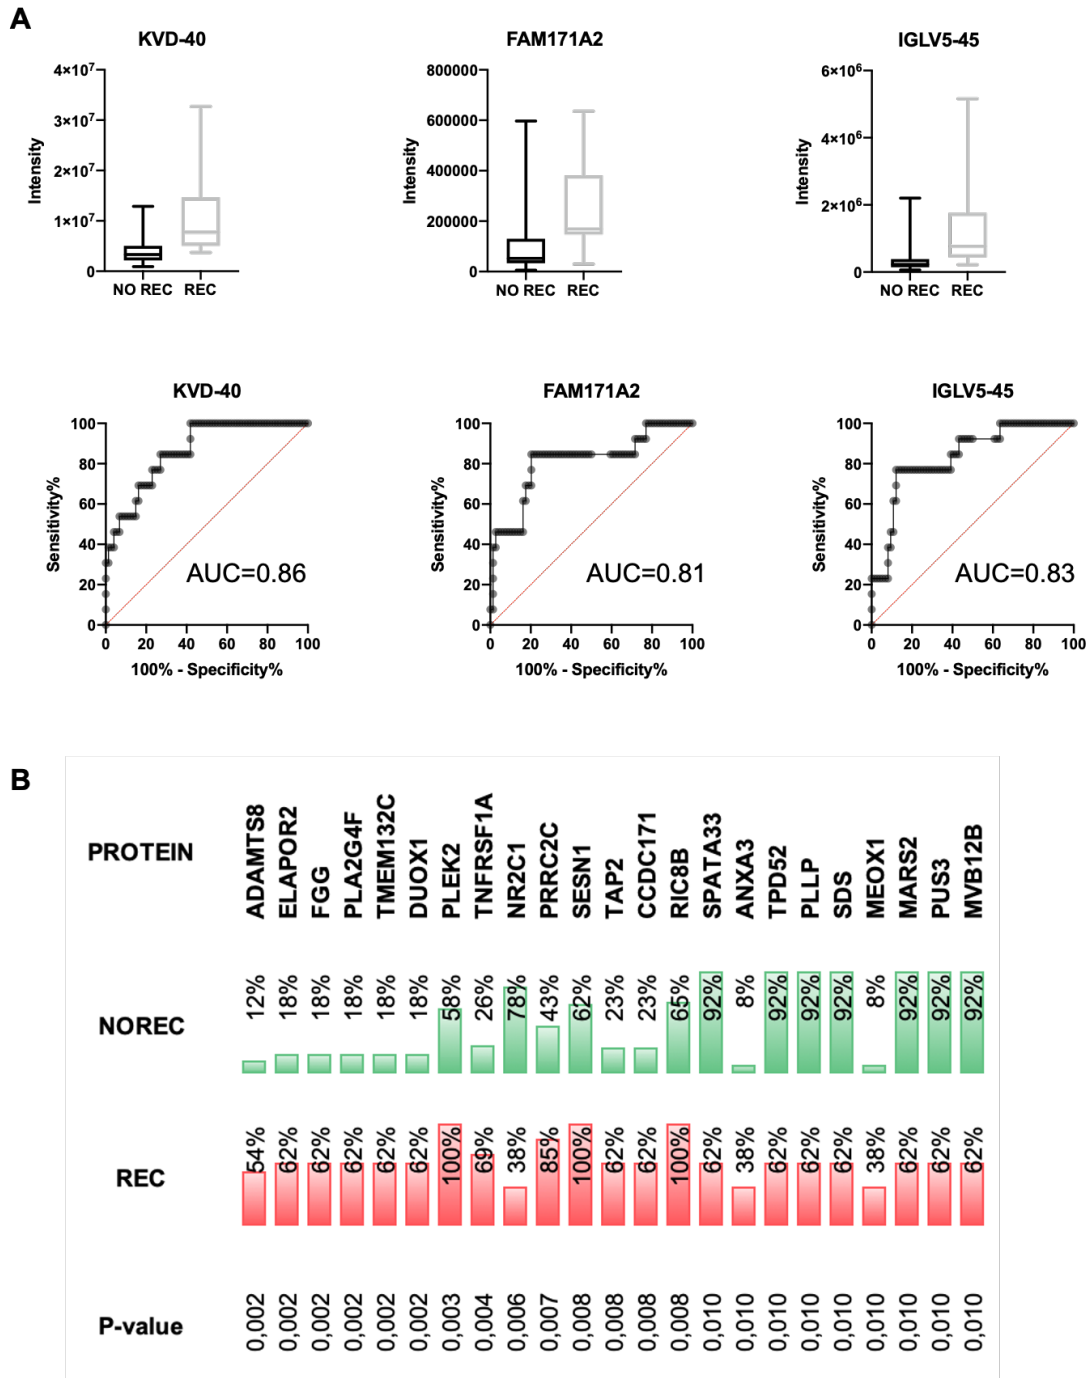 A
KVD-40
FAM171A2
IGLV5-45
4×10⁷
3×10⁷
2×10⁷
1×10⁷
0
Intensity
NO REC REC
800000
600000
400000
200000
0
Intensity
NO REC REC
6×10⁶
4×10⁶
2×10⁶
0
Intensity
NO REC REC
KVD-40
FAM171A2
IGLV5-45
100
80
60
40
20
0
Sensitivity%
AUC=0.86
0 20 40 60 80 100
100% - Specificity%
100
80
60
40
20
0
Sensitivity%
AUC=0.81
0 20 40 60 80 100
100% - Specificity%
100
80
60
40
20
0
Sensitivity%
AUC=0.83
0 20 40 60 80 100
100% - Specificity%
B
PROTEIN ADAMTS8 ELAPOR2 FGG PLA2G4F TMEM132C DUOX1 PLEK2 TNFRSF1A NR2C1 PRRC2C SESN1 TAP2 CCDC171 RIC8B SPATA33 ANXA3 TPD52 PLLP SDS MEOX1 MARS2 PUS3 MVB12B
NOREC 12% 18% 18% 18% 18% 18% 58% 26% 78% 43% 62% 23% 23% 65% 92% 8% 92% 92% 92% 8% 92% 92% 92%
REC 54% 62% 62% 62% 62% 62% 100% 69% 38% 85% 100% 62% 62% 100% 62% 38% 62% 62% 62% 38% 62% 62% 62%
P-value 0,002 0,002 0,002 0,002 0,002 0,002 0,003 0,004 0,006 0,007 0,008 0,008 0,008 0,008 0,010 0,010 0,010 0,010 0,010 0,010 0,010 0,010 0,010